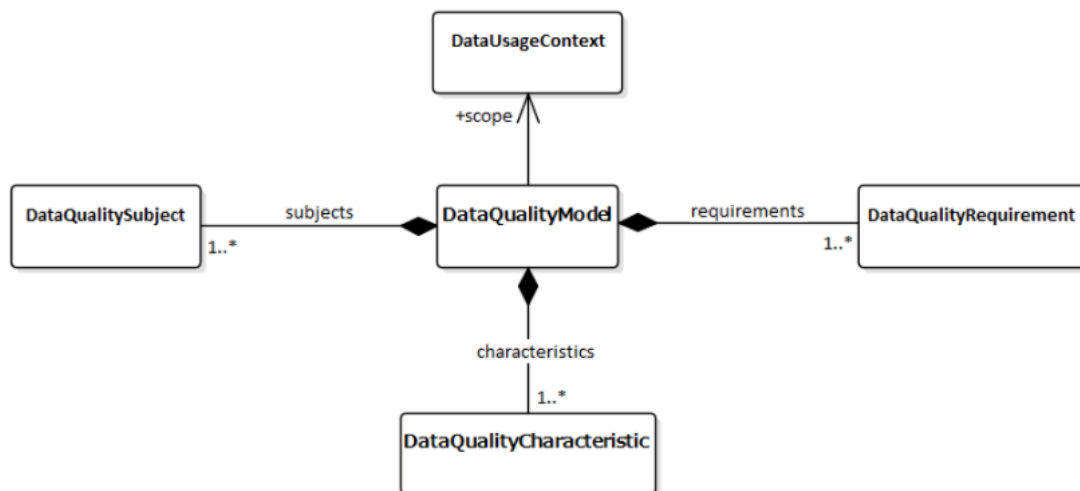 DataUsageContext
+scope
DataQualitySubject
subjects
1..*
DataQualityModel
requirements
1..*
DataQualityRequirement
characteristics
1..*
DataQualityCharacteristic